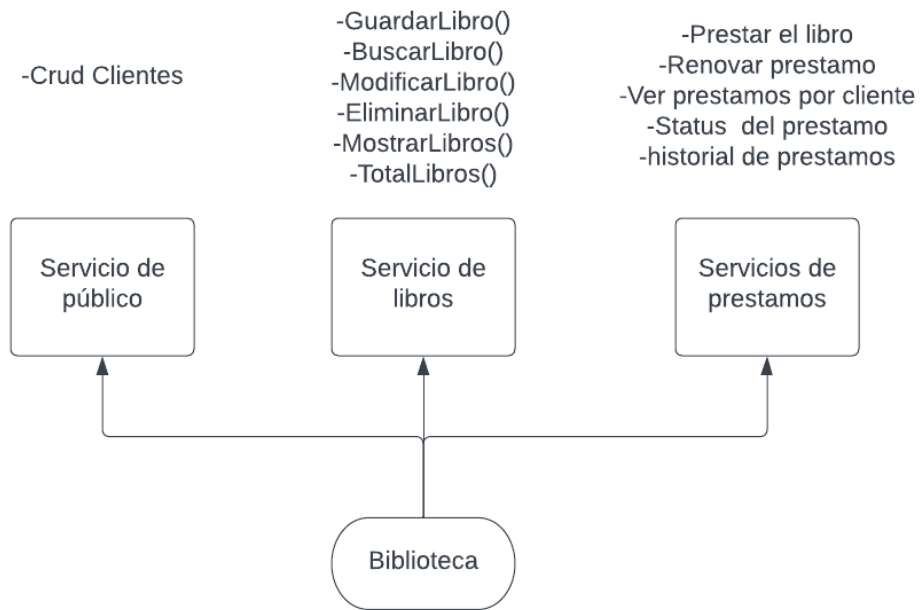 -Crud Clientes
-GuardarLibro()
-BuscarLibro()
-ModificarLibro()
-EliminarLibro()
-MostrarLibros()
-TotalLibros()
-Prestar el libro
-Renovar prestamo
-Ver prestamos por cliente
-Status del prestamo
-historial de prestamos
Servicio de
público
Servicio de
libros
Servicios de
prestamos
Biblioteca